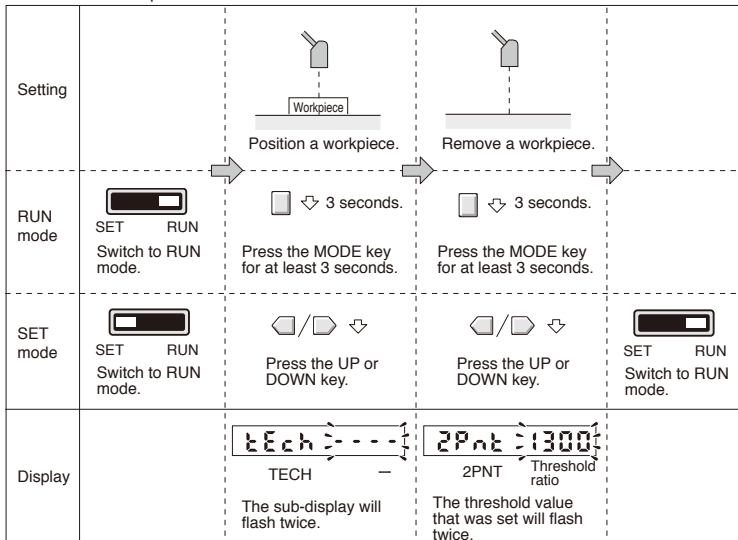 Setting
Workpiece
Position a workpiece.
Remove a workpiece.
RUN
mode
SET RUN
Switch to RUN
mode.
3 seconds.
Press the MODE key
for at least 3 seconds.
3 seconds.
Press the MODE key
for at least 3 seconds.
SET
mode
SET RUN
Switch to RUN
mode.
/
Press the UP or
DOWN key.
/
Press the UP or
DOWN key.
SET RUN
Switch to RUN
mode.
Display
tEch ----
TECH —
The sub-display will
flash twice.
2Pnt 1300
2PNT Threshold
ratio
The threshold value
that was set will flash
twice.